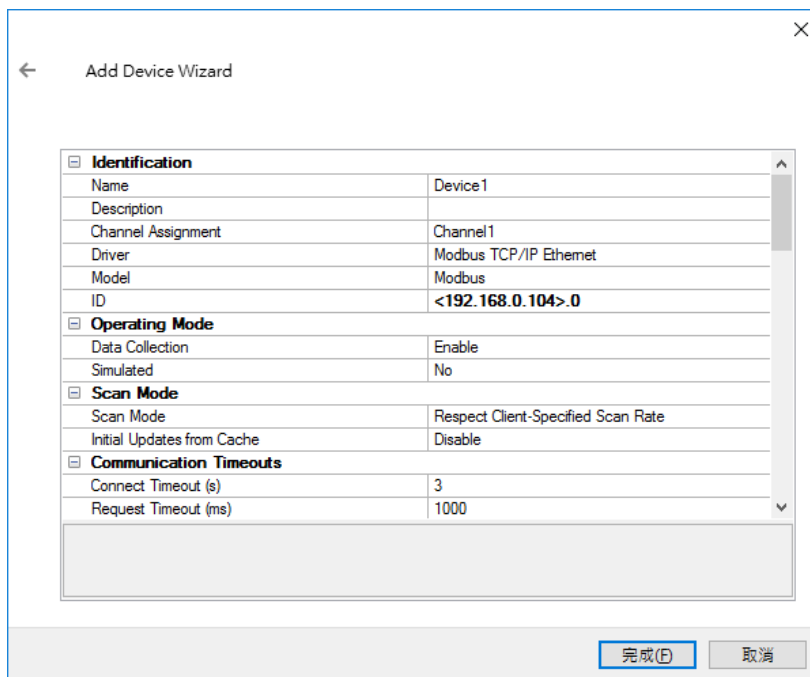 Add Device Wizard
Identification
Name Device1
Description
Channel Assignment Channel1
Driver Modbus TCP/IP Ethernet
Model Modbus
ID <192.168.0.104>.0
Operating Mode
Data Collection Enable
Simulated No
Scan Mode
Scan Mode Respect Client-Specified Scan Rate
Initial Updates from Cache Disable
Communication Timeouts
Connect Timeout (s) 3
Request Timeout (ms) 1000
完成(F) 取消